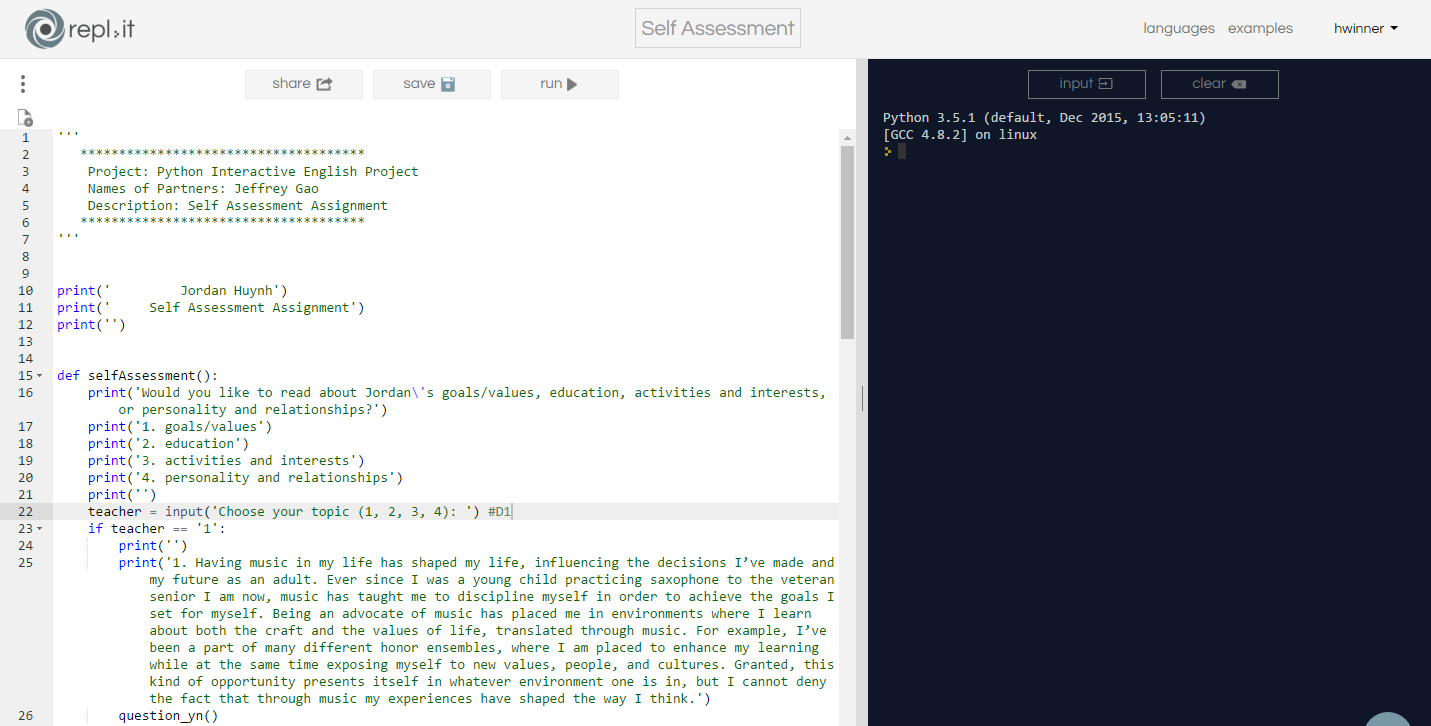 repl.it
Self Assessment
languages examples hwinner
share save run
input clear
1 '''
2 *************************************
3 Project: Python Interactive English Project
4 Names of Partners: Jeffrey Gao
5 Description: Self Assessment Assignment
6 *************************************
7 '''
8
9
10 print('         Jordan Huynh')
11 print('     Self Assessment Assignment')
12 print('')
13
14
15 def selfAssessment():
16 print('Would you like to read about Jordan\'s goals/values, education, activities and interests,
or personality and relationships?')
17 print('1. goals/values')
18 print('2. education')
19 print('3. activities and interests')
20 print('4. personality and relationships')
21 print('')
22 teacher = input('Choose your topic (1, 2, 3, 4): ') #D1
23 if teacher == '1':
24 print('')
25 print('1. Having music in my life has shaped my life, influencing the decisions I’ve made and
my future as an adult. Ever since I was a young child practicing saxophone to the veteran
senior I am now, music has taught me to discipline myself in order to achieve the goals I
set for myself. Being an advocate of music has placed me in environments where I learn
about both the craft and the values of life, translated through music. For example, I’ve
been a part of many different honor ensembles, where I am placed to enhance my learning
while at the same time exposing myself to new values, people, and cultures. Granted, this
kind of opportunity presents itself in whatever environment one is in, but I cannot deny
the fact that through music my experiences have shaped the way I think.')
26 question_yn()
Python 3.5.1 (default, Dec 2015, 13:05:11)
[GCC 4.8.2] on linux